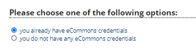 Please choose one of the following options:
you already have eCommons credentials
you do not have any eCommons credentials